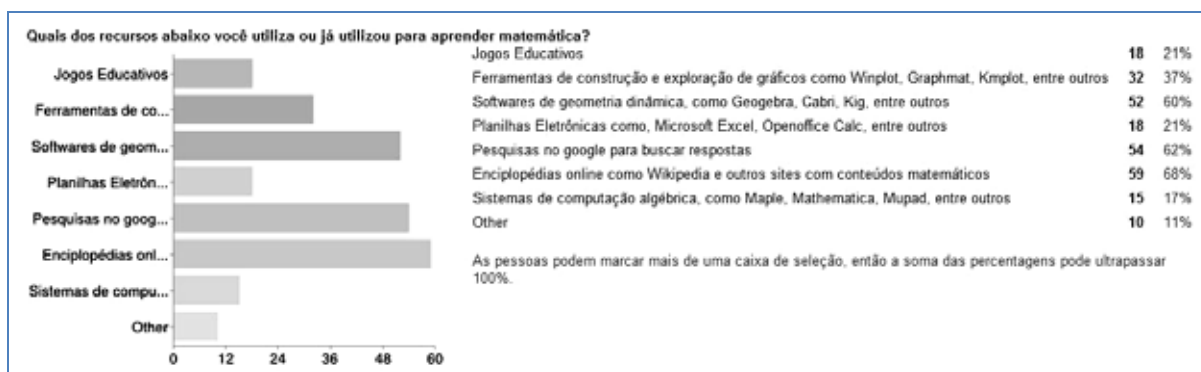 Quais dos recursos abaixo você utiliza ou já utilizou para aprender matemática?
Jogos Educativos
Ferramentas de co...
Softwares de geom...
Planilhas Eletrôn...
Pesquisas no goog...
Enciplopédias onl...
Sistemas de compu...
Other
0 12 24 36 48 60
Jogos Educativos 18 21%
Ferramentas de construção e exploração de gráficos como Winplot, Graphmat, Kmplot, entre outros 32 37%
Softwares de geometria dinâmica, como Geogebra, Cabri, Kig, entre outros 52 60%
Planilhas Eletrônicas como, Microsoft Excel, Openoffice Calc, entre outros 18 21%
Pesquisas no google para buscar respostas 54 62%
Enciplopédias online como Wikipedia e outros sites com conteúdos matemáticos 59 68%
Sistemas de computação algébrica, como Maple, Mathematica, Mupad, entre outros 15 17%
Other 10 11%
As pessoas podem marcar mais de uma caixa de seleção, então a soma das percentagens pode ultrapassar
100%.